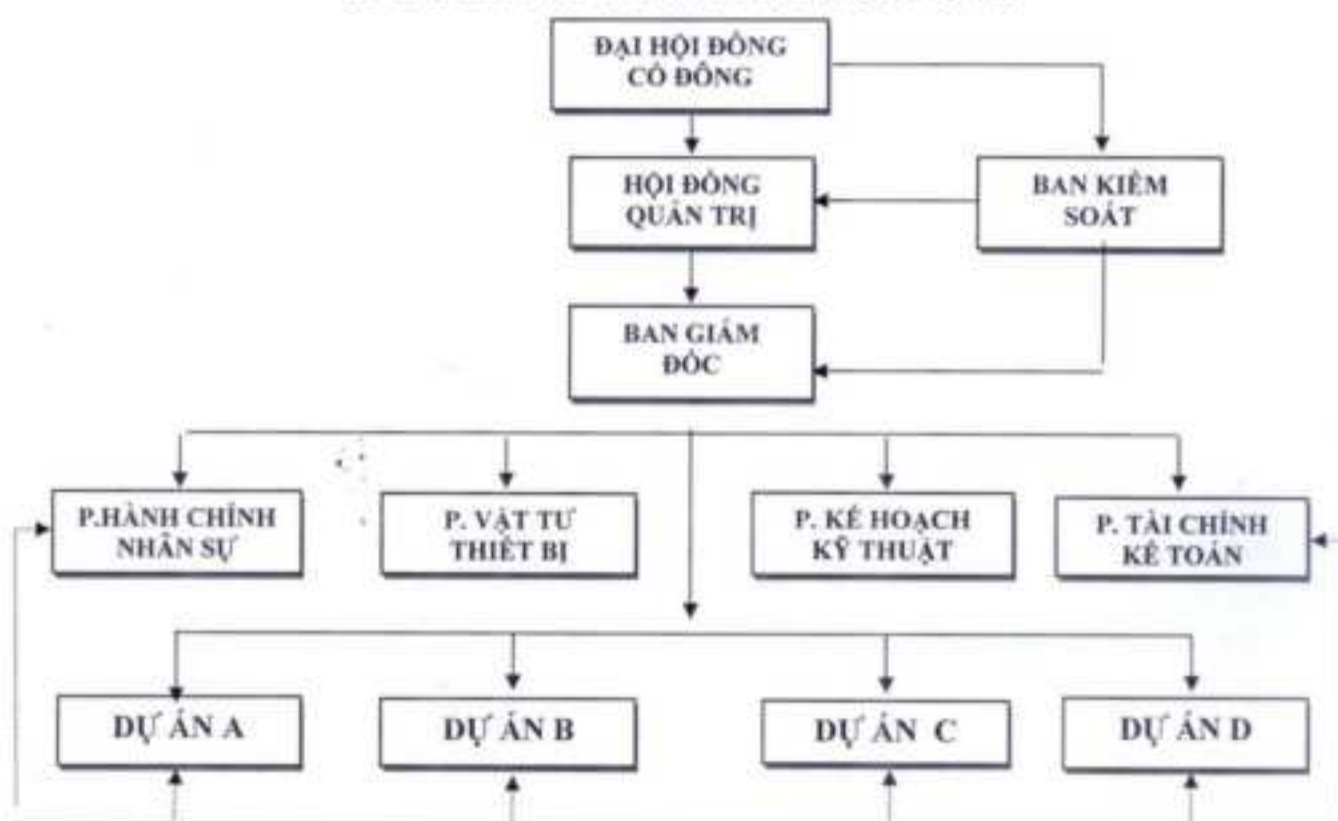 ĐẠI HỘI ĐỒNG
CỔ ĐÔNG
HỘI ĐỒNG
QUẢN TRỊ
BAN KIỂM
SOÁT
BAN GIÁM
ĐỐC
P.HÀNH CHÍNH
NHÂN SỰ
P. VẬT TƯ
THIẾT BỊ
P. KẾ HOẠCH
KỸ THUẬT
P. TÀI CHÍNH
KẾ TOÁN
DỰ ÁN A
DỰ ÁN B
DỰ ÁN C
DỰ ÁN D